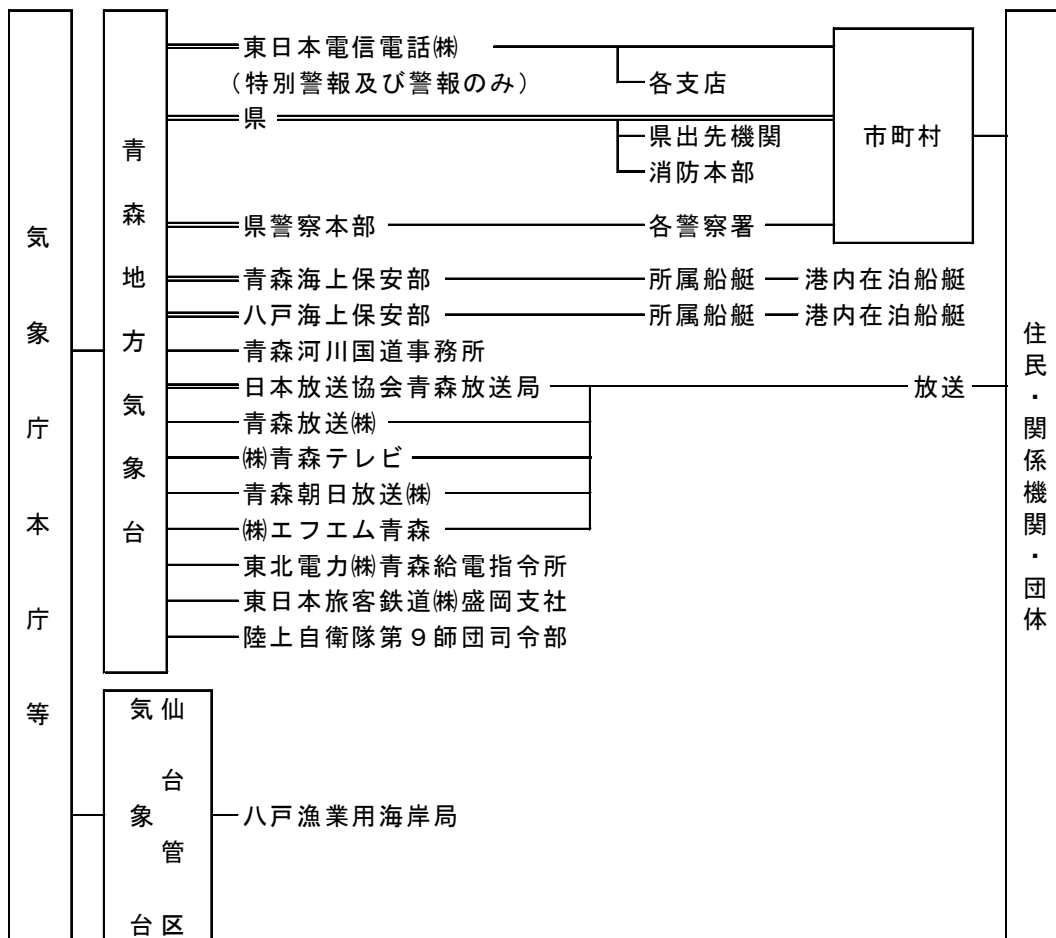 気象庁本庁等
青森地方気象台
東日本電信電話㈱
（特別警報及び警報のみ）
各支店
県
県出先機関
消防本部
市町村
県警察本部
各警察署
青森海上保安部
所属船艇
港内在泊船艇
八戸海上保安部
所属船艇
港内在泊船艇
青森河川国道事務所
日本放送協会青森放送局
放送
青森放送㈱
㈱青森テレビ
青森朝日放送㈱
㈱エフエム青森
東北電力㈱青森給電指令所
東日本旅客鉄道㈱盛岡支社
陸上自衛隊第９師団司令部
住民・関係機関・団体
仙台管区
気象台
八戸漁業用海岸局